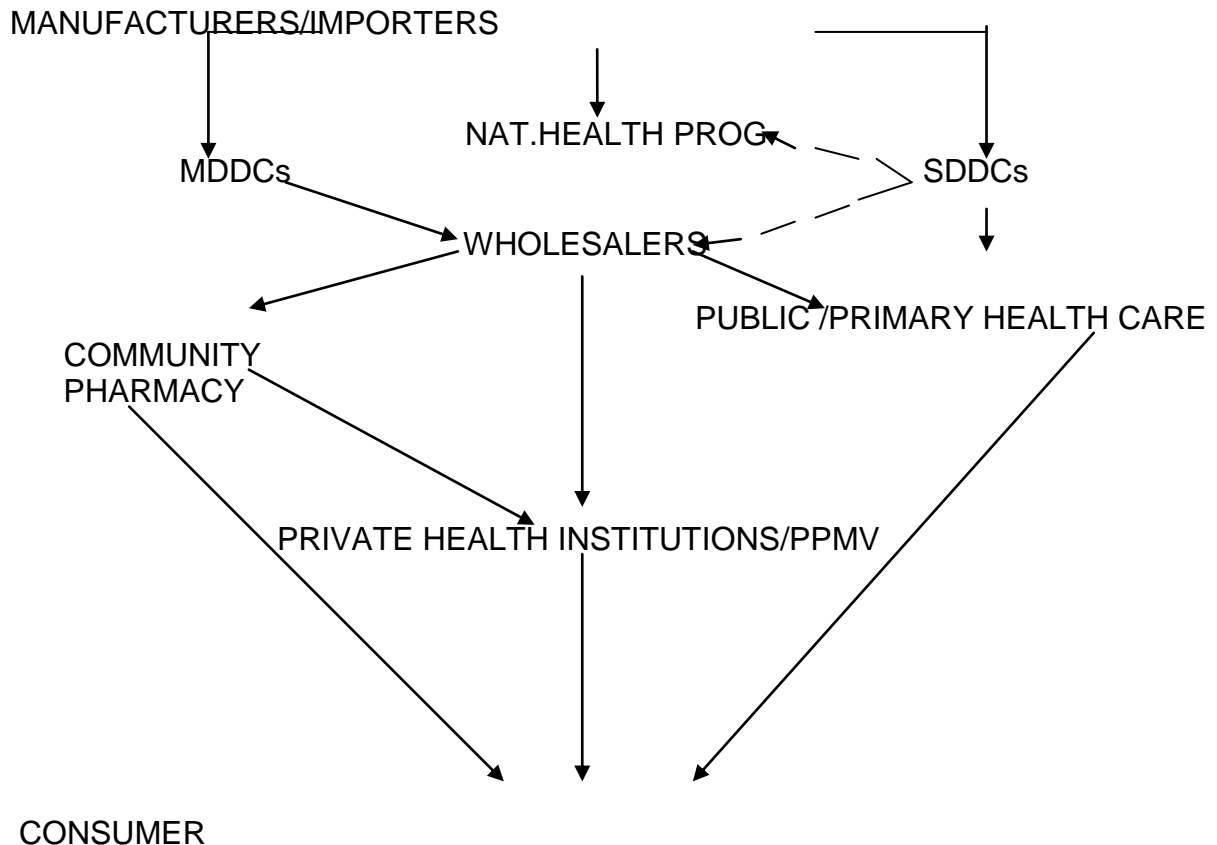 MANUFACTURERS/IMPORTERS
NAT.HEALTH PROG
MDDCs
SDDCs
WHOLESALERS
PUBLIC /PRIMARY HEALTH CARE
COMMUNITY
PHARMACY
PRIVATE HEALTH INSTITUTIONS/PPMV
CONSUMER